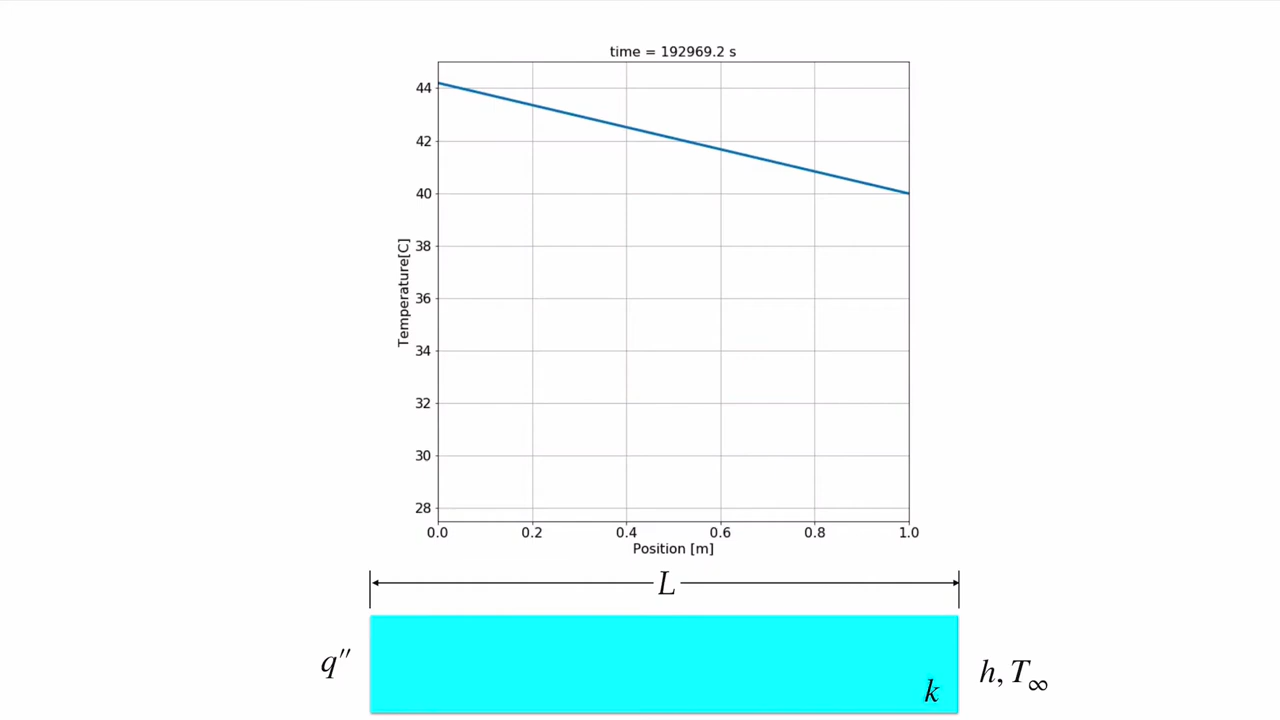 time = 192969.2 s
44
42
40
38
36
34
32
30
28
Temperature[C]
0.0 0.2 0.4 0.6 0.8 1.0
Position [m]
L
q″
k
h, T∞